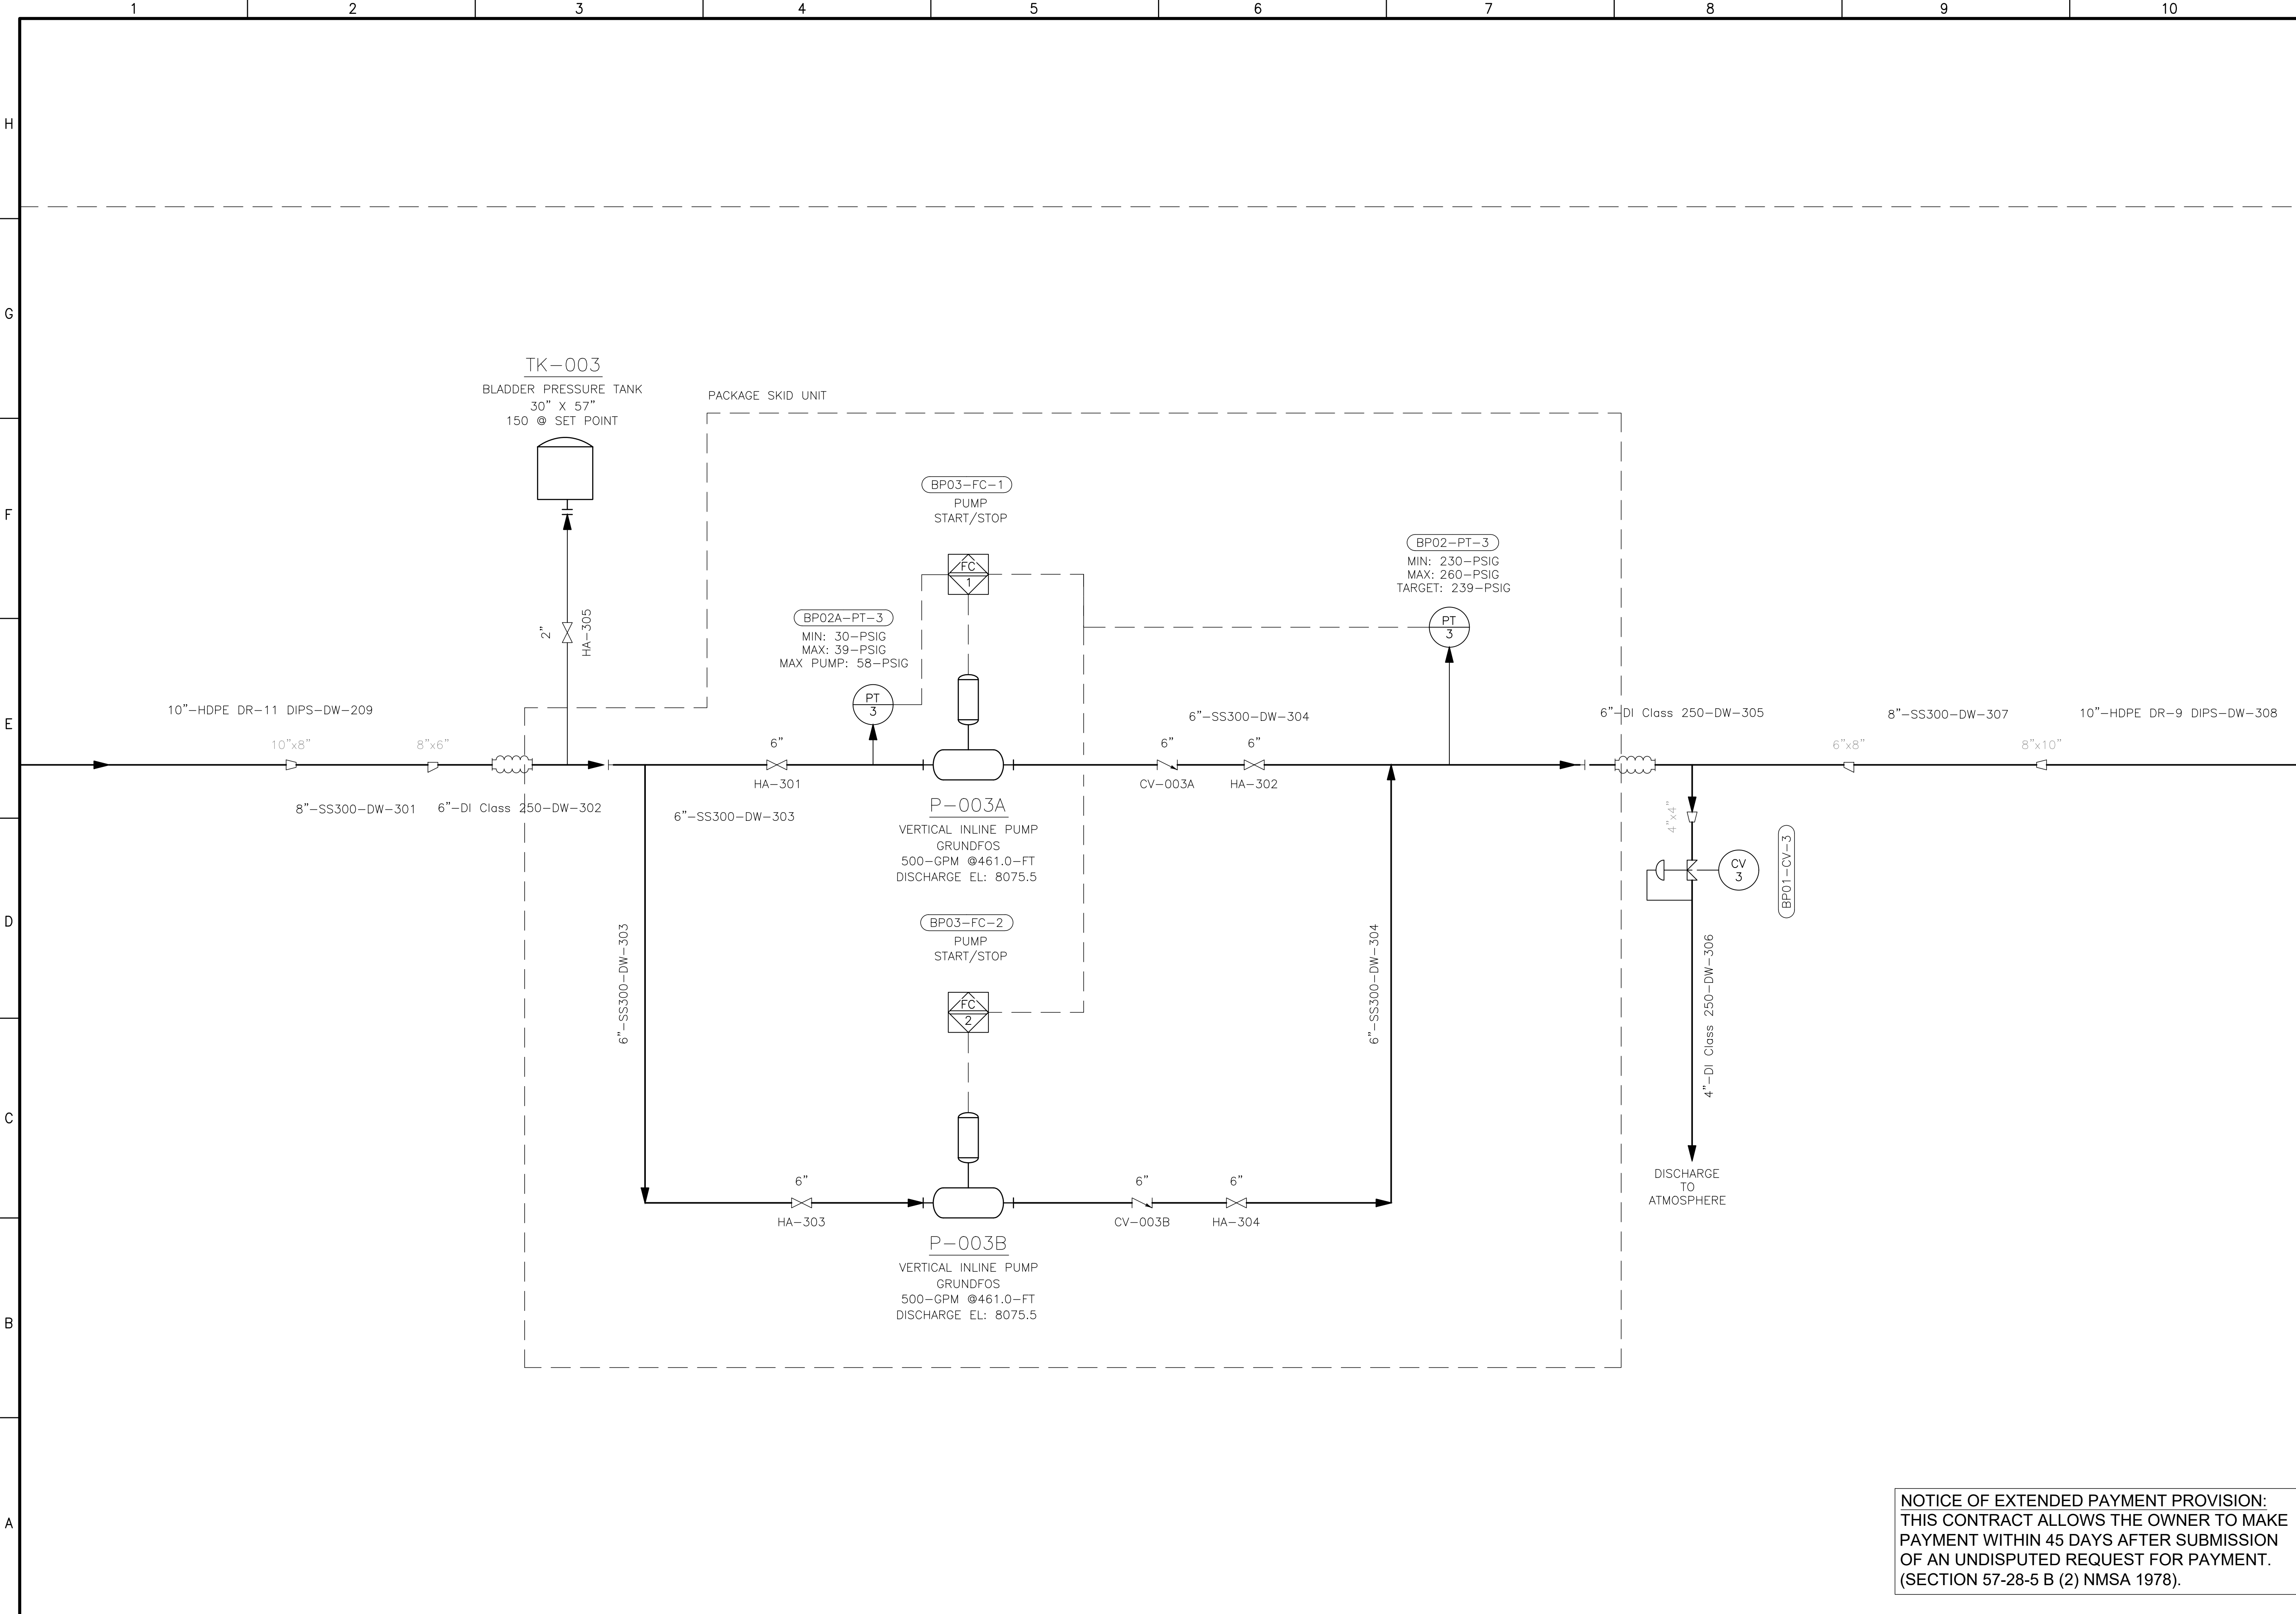 1
2
3
4
5
6
7
8
9
10
H
G
F
E
D
C
B
A
TK-003
BLADDER PRESSURE TANK
30" X 57"
150 @ SET POINT
2"
HA-305
PACKAGE SKID UNIT
BP03-FC-1
PUMP
START/STOP
FC
1
BP02A-PT-3
MIN: 30-PSIG
MAX: 39-PSIG
MAX PUMP: 58-PSIG
PT
3
BP02-PT-3
MIN: 230-PSIG
MAX: 260-PSIG
TARGET: 239-PSIG
PT
3
10"-HDPE DR-11 DIPS-DW-209
10"x8"
8"x6"
8"-SS300-DW-301
6"-DI Class 250-DW-302
6"
HA-301
6"-SS300-DW-303
6"-SS300-DW-304
6"
CV-003A
6"
HA-302
P-003A
VERTICAL INLINE PUMP
GRUNDFOS
500-GPM @461.0-FT
DISCHARGE EL: 8075.5
6"-DI Class 250-DW-305
8"-SS300-DW-307
10"-HDPE DR-9 DIPS-DW-308
6"x8"
8"x10"
4"x4"
CV
3
BP01-CV-3
4"-DI Class 250-DW-306
DISCHARGE
TO
ATMOSPHERE
6"-SS300-DW-303
6"-SS300-DW-304
BP03-FC-2
PUMP
START/STOP
FC
2
6"
HA-303
6"
CV-003B
6"
HA-304
P-003B
VERTICAL INLINE PUMP
GRUNDFOS
500-GPM @461.0-FT
DISCHARGE EL: 8075.5
NOTICE OF EXTENDED PAYMENT PROVISION:
THIS CONTRACT ALLOWS THE OWNER TO MAKE
PAYMENT WITHIN 45 DAYS AFTER SUBMISSION
OF AN UNDISPUTED REQUEST FOR PAYMENT.
(SECTION 57-28-5 B (2) NMSA 1978).